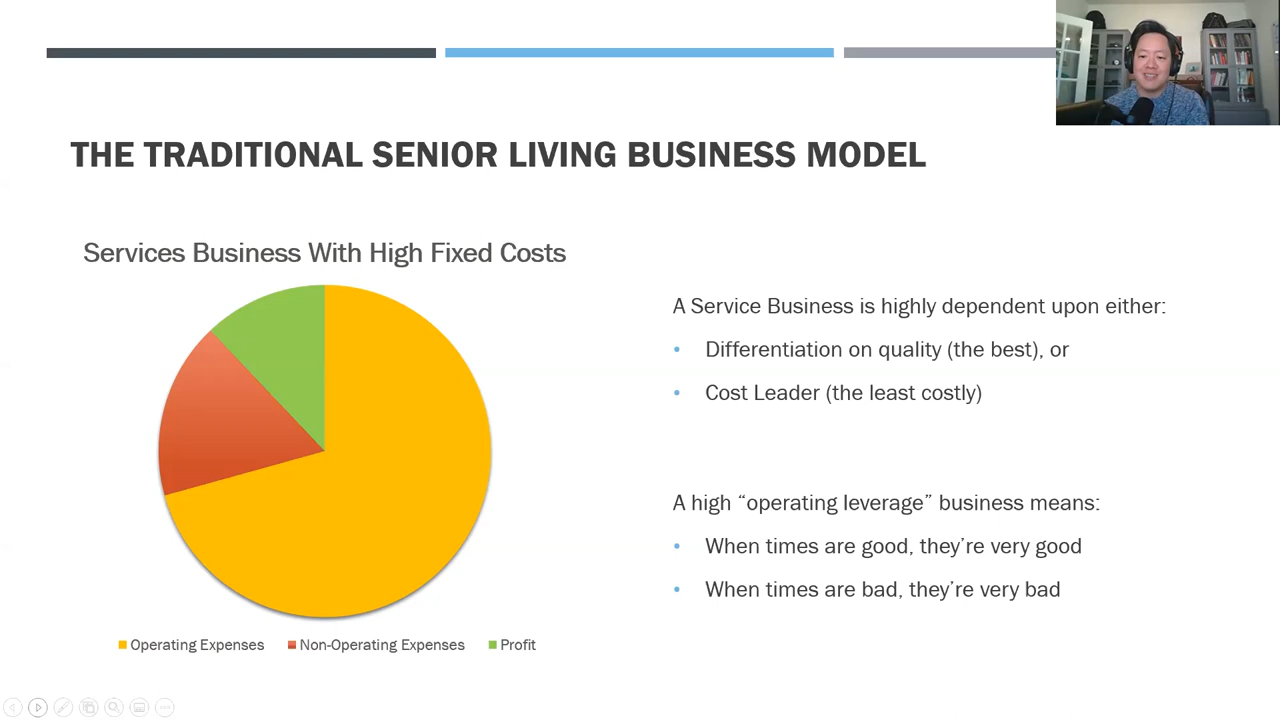 THE TRADITIONAL SENIOR LIVING BUSINESS MODEL
Services Business With High Fixed Costs
Operating Expenses
Non-Operating Expenses
Profit
A Service Business is highly dependent upon either:
• Differentiation on quality (the best), or
• Cost Leader (the least costly)
A high “operating leverage” business means:
• When times are good, they’re very good
• When times are bad, they’re very bad